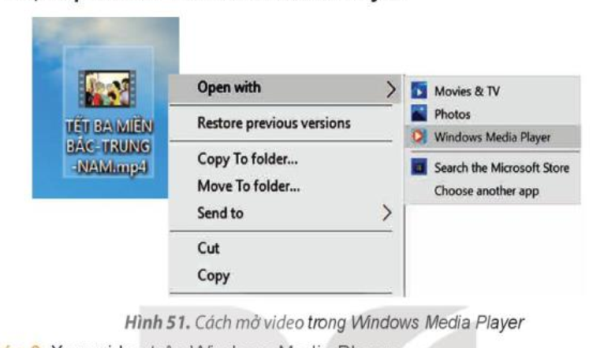 TẾT BA MIỀN
BẮC-TRUNG
-NAM.mp4
Open with
Restore previous versions
Copy To folder...
Move To folder...
Send to
Cut
Copy
Movies & TV
Photos
Windows Media Player
Search the Microsoft Store
Choose another app
Hình 51. Cách mở video trong Windows Media Player